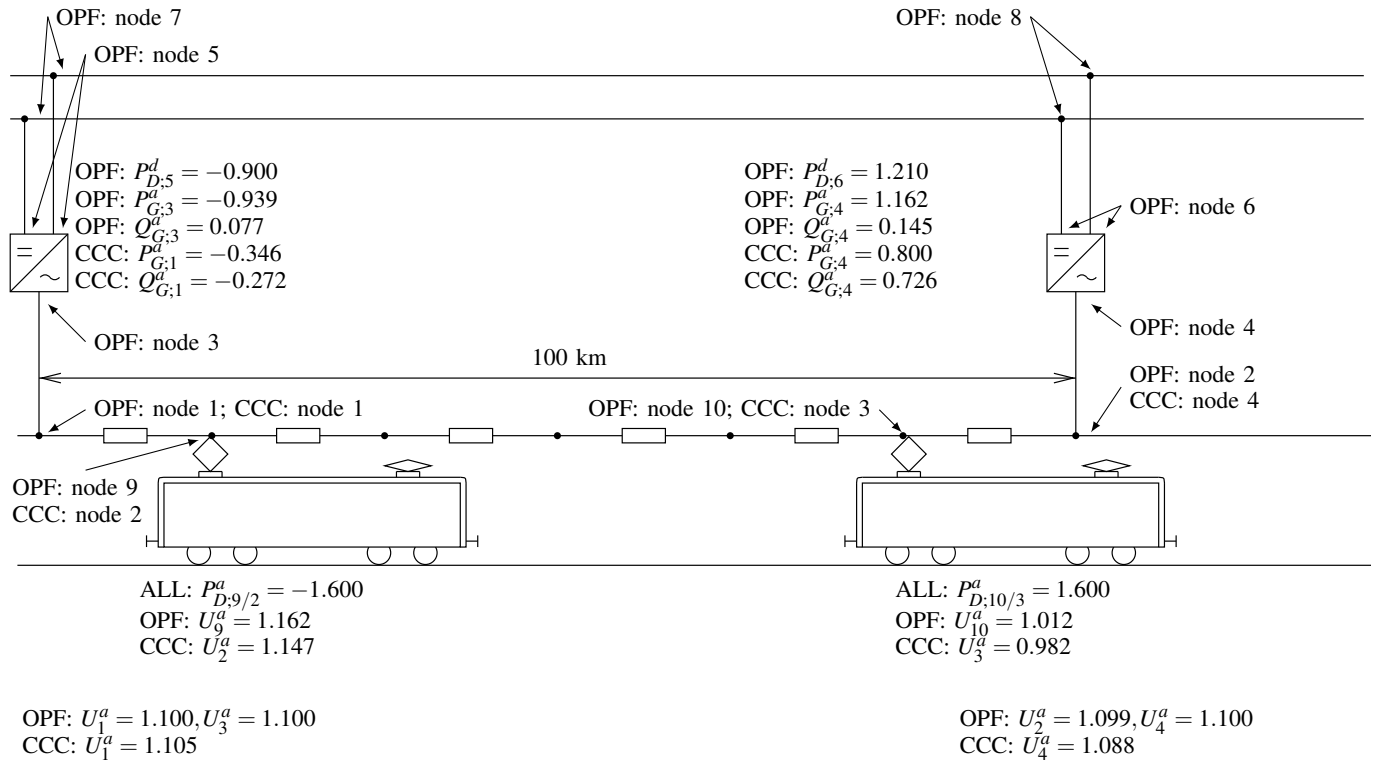 OPF: node 7
OPF: node 8
OPF: node 5
OPF: P^d_{D;5} = −0.900
OPF: P^a_{G;3} = −0.939
OPF: Q^a_{G;3} = 0.077
CCC: P^a_{G;1} = −0.346
CCC: Q^a_{G;1} = −0.272
OPF: P^d_{D;6} = 1.210
OPF: P^a_{G;4} = 1.162
OPF: Q^a_{G;4} = 0.145
CCC: P^a_{G;4} = 0.800
CCC: Q^a_{G;4} = 0.726
OPF: node 6
OPF: node 3
OPF: node 4
100 km
OPF: node 2
CCC: node 4
OPF: node 1; CCC: node 1
OPF: node 10; CCC: node 3
OPF: node 9
CCC: node 2
ALL: P^a_{D;9/2} = −1.600
OPF: U^a_9 = 1.162
CCC: U^a_2 = 1.147
ALL: P^a_{D;10/3} = 1.600
OPF: U^a_{10} = 1.012
CCC: U^a_3 = 0.982
OPF: U^a_1 = 1.100, U^a_3 = 1.100
CCC: U^a_1 = 1.105
OPF: U^a_2 = 1.099, U^a_4 = 1.100
CCC: U^a_4 = 1.088